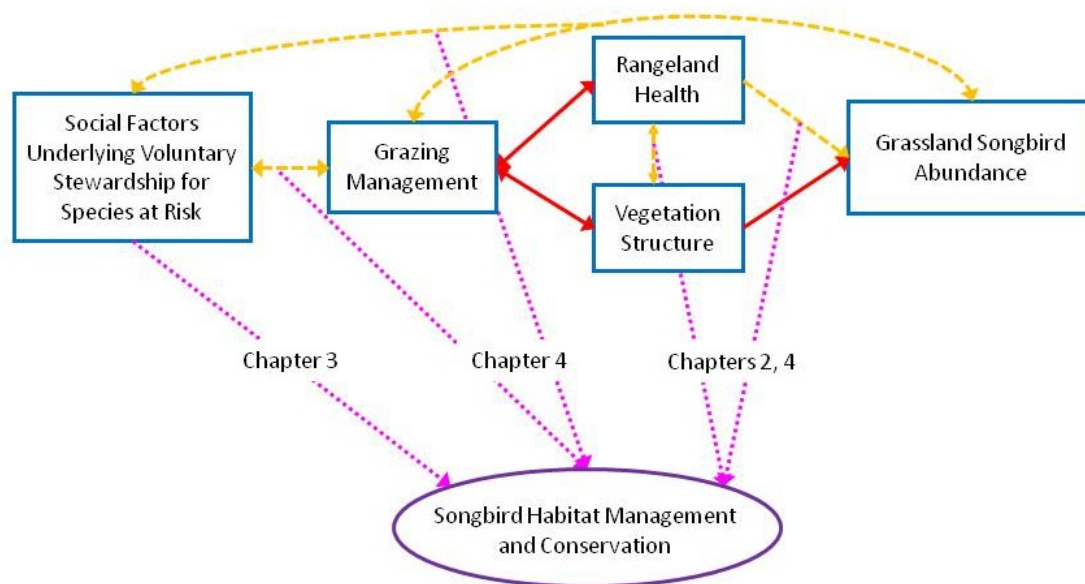 Social Factors
Underlying Voluntary
Stewardship for
Species at Risk
Grazing
Management
Rangeland
Health
Vegetation
Structure
Grassland Songbird
Abundance
Chapter 3
Chapter 4
Chapters 2, 4
Songbird Habitat Management
and Conservation